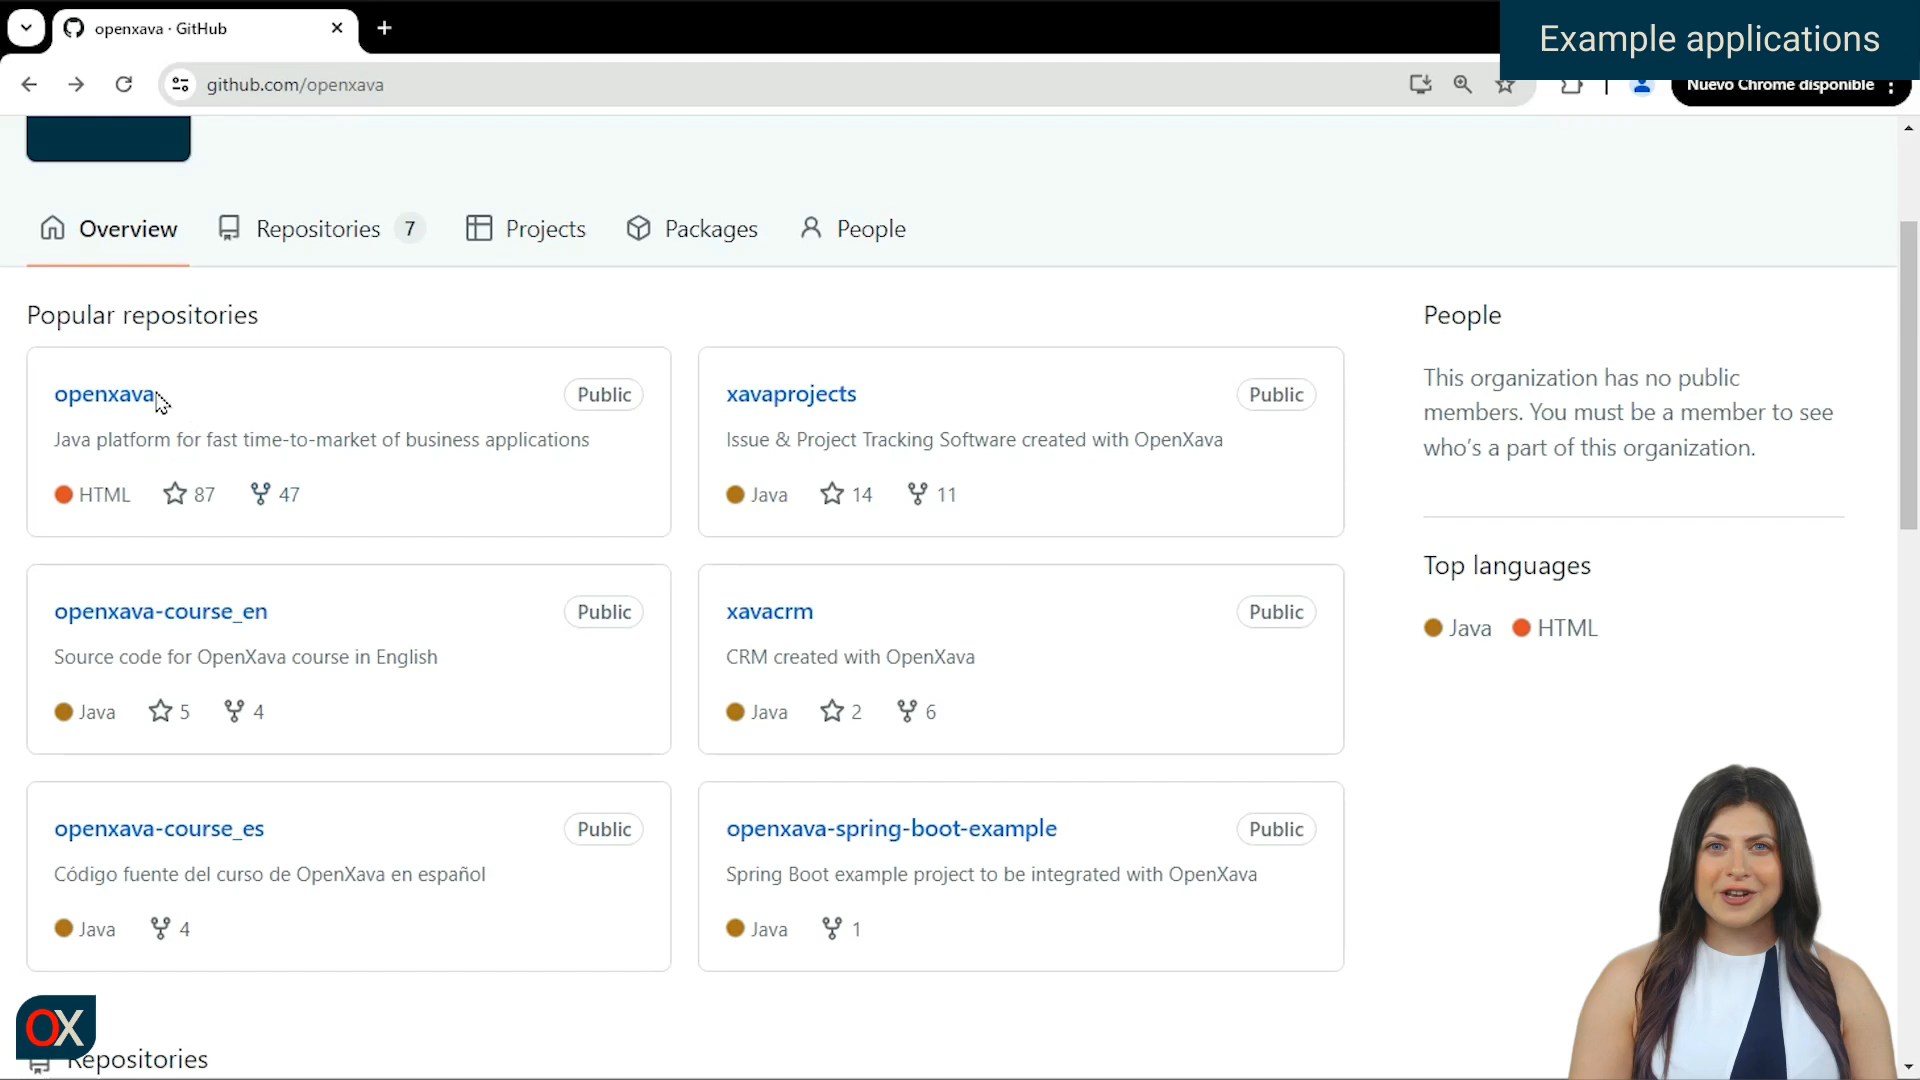 openxava · GitHub
Example applications
github.com/openxava
Nuevo Chrome disponible
Overview
Repositories 7
Projects
Packages
People
Popular repositories
openxava
Public
Java platform for fast time-to-market of business applications
HTML 87 47
xavaprojects
Public
Issue & Project Tracking Software created with OpenXava
Java 14 11
openxava-course_en
Public
Source code for OpenXava course in English
Java 5 4
xavacrm
Public
CRM created with OpenXava
Java 2 6
openxava-course_es
Public
Código fuente del curso de OpenXava en español
Java 4
openxava-spring-boot-example
Public
Spring Boot example project to be integrated with OpenXava
Java 1
People
This organization has no public
members. You must be a member to see
who's a part of this organization.
Top languages
Java HTML
OX
Repositories